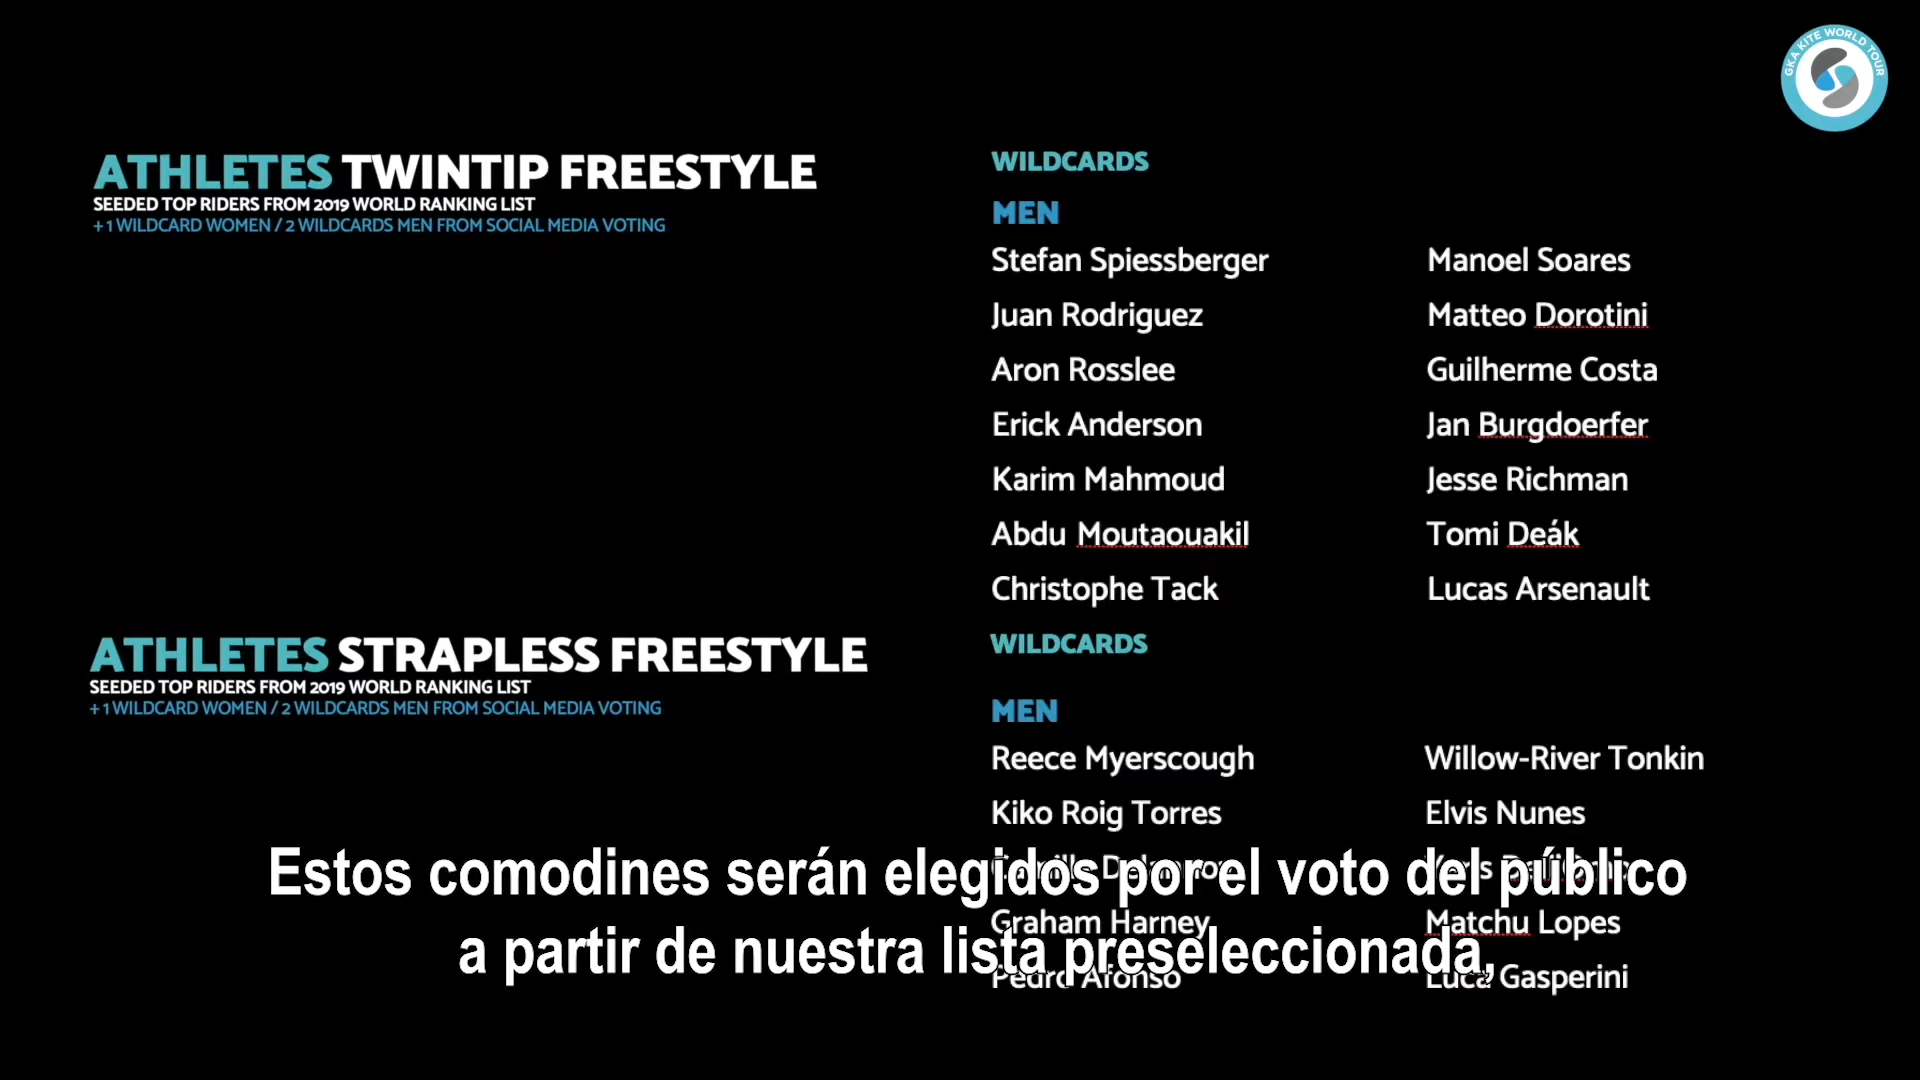 GKA KITE WORLD TOUR
ATHLETES TWINTIP FREESTYLE
SEEDED TOP RIDERS FROM 2019 WORLD RANKING LIST
+ 1 WILDCARD WOMEN / 2 WILDCARDS MEN FROM SOCIAL MEDIA VOTING
WILDCARDS
MEN
Stefan Spiessberger
Manoel Soares
Juan Rodriguez
Matteo Dorotini
Aron Rosslee
Guilherme Costa
Erick Anderson
Jan Burgdoerfer
Karim Mahmoud
Jesse Richman
Abdu Moutaouakil
Tomi Deák
Christophe Tack
Lucas Arsenault
ATHLETES STRAPLESS FREESTYLE
SEEDED TOP RIDERS FROM 2019 WORLD RANKING LIST
+ 1 WILDCARD WOMEN / 2 WILDCARDS MEN FROM SOCIAL MEDIA VOTING
WILDCARDS
MEN
Reece Myerscough
Willow-River Tonkin
Kiko Roig Torres
Elvis Nunes
Graham Harney
Matchu Lopes
Pedro Afonso
Luca Gasperini
Estos comodines serán elegidos por el voto del público
a partir de nuestra lista preseleccionada,